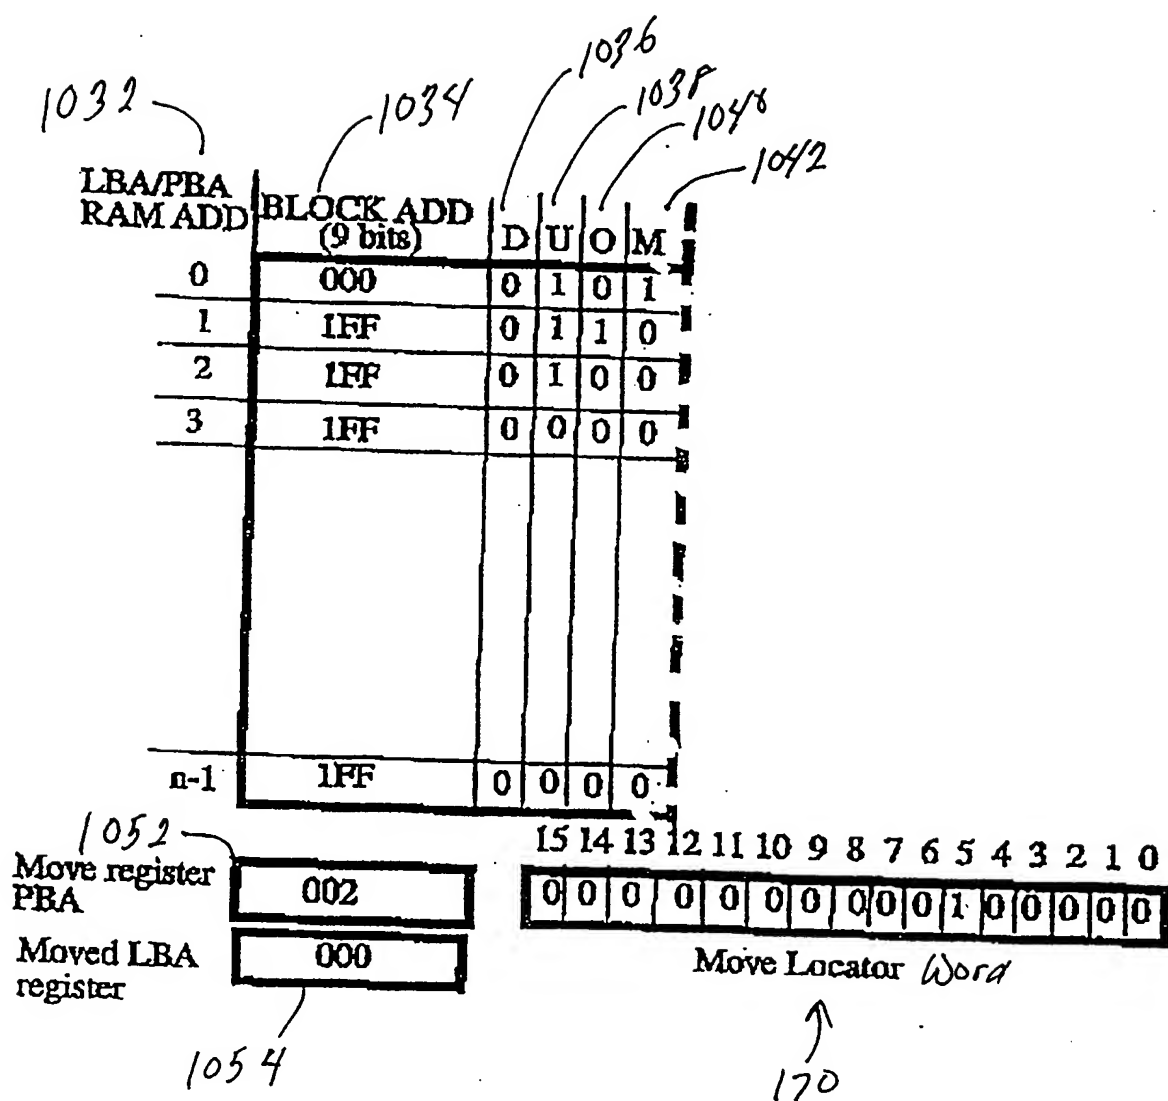 1036
1038
1048
1032
1034
1042
LBA/PBA
RAM ADD
BLOCK ADD
(9 bits)
D U O M
0 000 0 1 0 1
1 1FF 0 1 1 0
2 1FF 0 1 0 0
3 1FF 0 0 0 0
n-1 1FF 0 0 0 0
1052
15 14 13 12 11 10 9 8 7 6 5 4 3 2 1 0
Move register
PBA
002
0 0 0 0 0 0 0 0 0 0 1 0 0 0 0 0
Moved LBA
register
000
Move Locator Word
1054
170